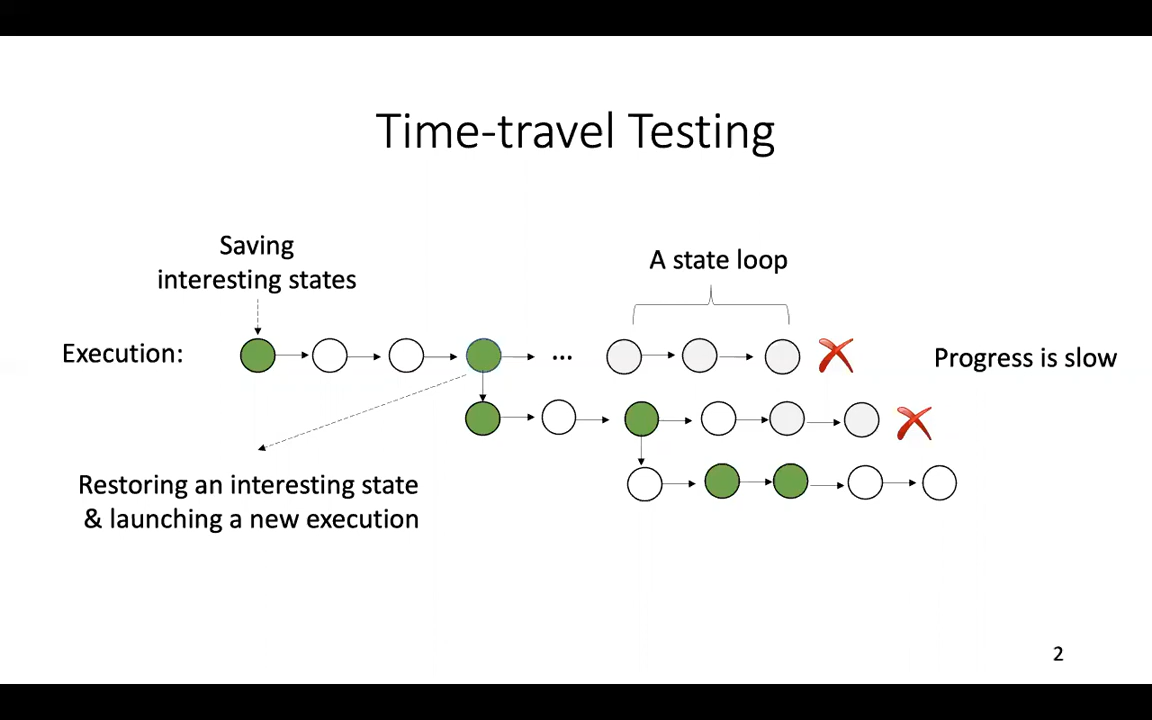 Time-travel Testing
Saving
interesting states
A state loop
Execution:
...
Progress is slow
Restoring an interesting state
& launching a new execution
2